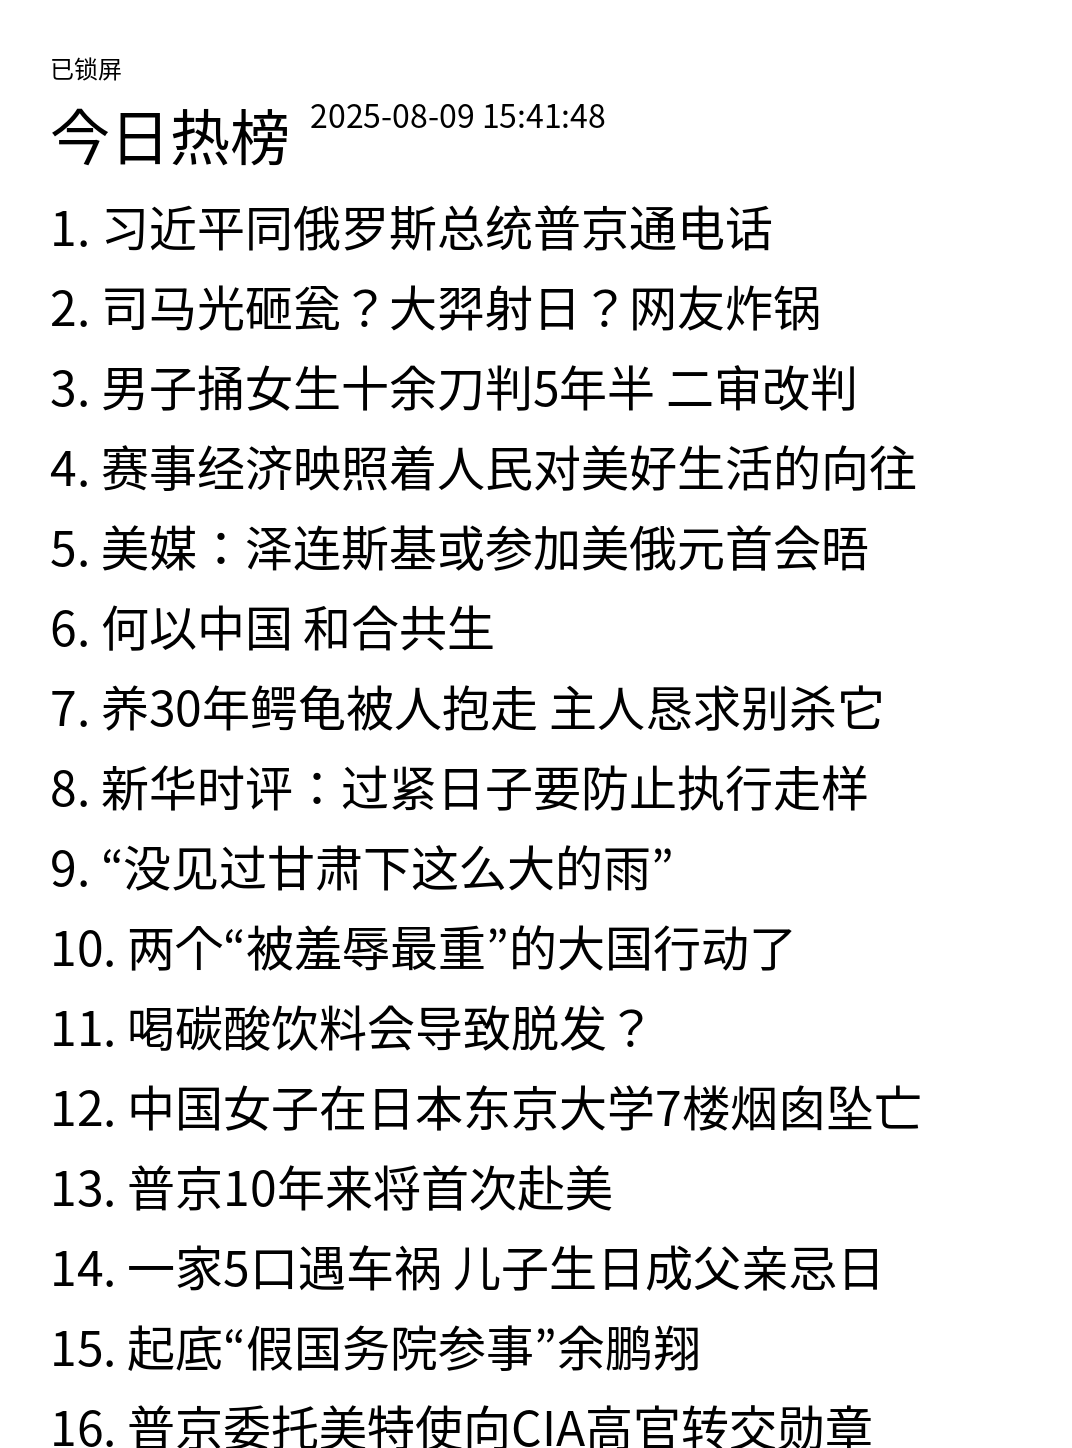 已锁屏
今日热榜 2025-08-09 15:41:48
1. 习近平同俄罗斯总统普京通电话
2. 司马光砸瓮？大羿射日？网友炸锅
3. 男子捅女生十余刀判5年半 二审改判
4. 赛事经济映照着人民对美好生活的向往
5. 美媒：泽连斯基或参加美俄元首会晤
6. 何以中国 和合共生
7. 养30年鳄龟被人抱走 主人恳求别杀它
8. 新华时评：过紧日子要防止执行走样
9. “没见过甘肃下这么大的雨”
10. 两个“被羞辱最重”的大国行动了
11. 喝碳酸饮料会导致脱发？
12. 中国女子在日本东京大学7楼烟囱坠亡
13. 普京10年来将首次赴美
14. 一家5口遇车祸 儿子生日成父亲忌日
15. 起底“假国务院参事”余鹏翔
16. 普京委托美特使向CIA高官转交勋章